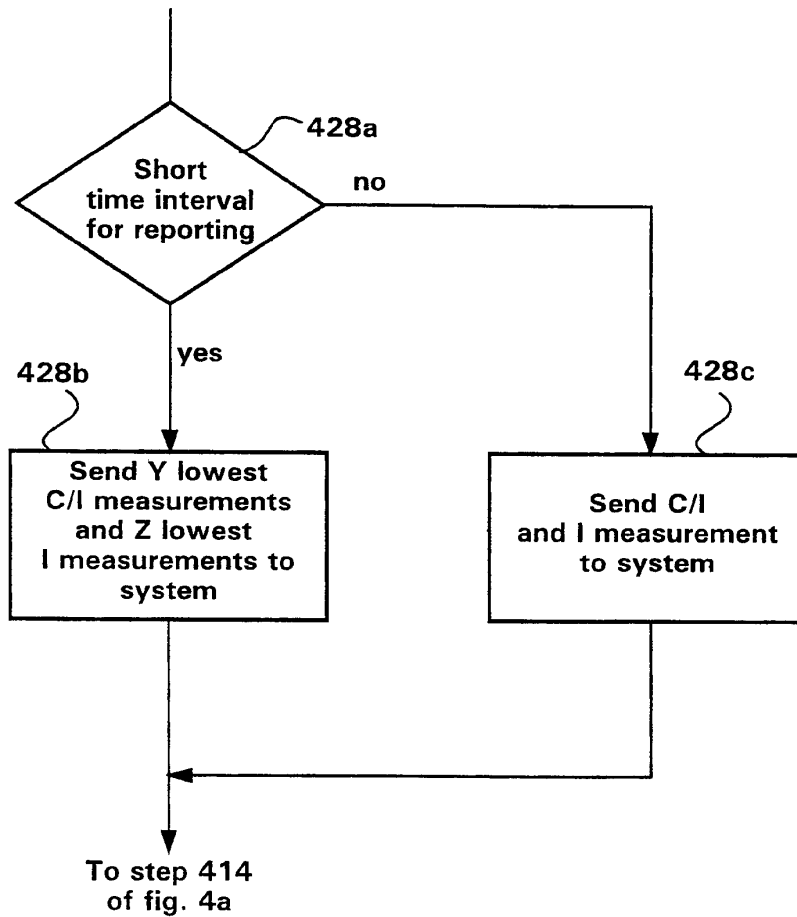 428a
Short
time interval
for reporting
no
yes
428b
428c
Send Y lowest
C/I measurements
and Z lowest
I measurements to
system
Send C/I
and I measurement
to system
To step 414
of fig. 4a